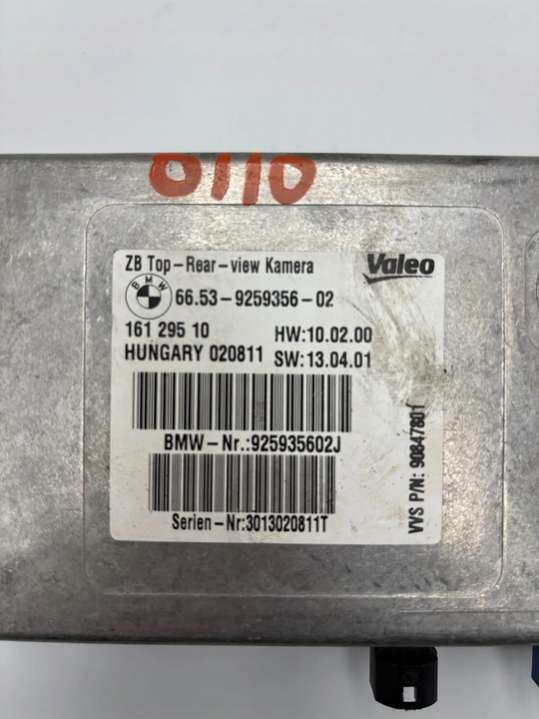 0110
ZB Top-Rear-view Kamera
Valeo
BMW
66.53-9259356-02
161 295 10
HW:10.02.00
HUNGARY 020811
SW:13.04.01
BMW-Nr.:925935602J
Serien-Nr:3013020811T
VVS P/N: 90847801